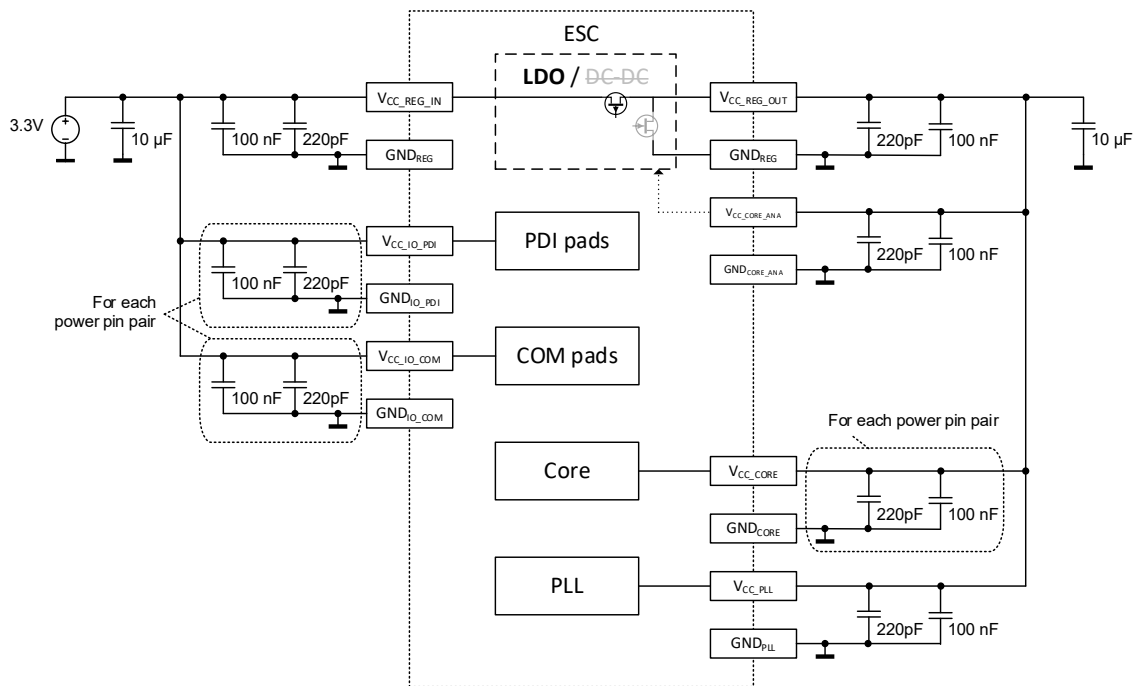 ESC
LDO / DC-DC
3.3V
10 µF
100 nF
220pF
VCC_REG_IN
GNDREG
VCC_REG_OUT
GNDREG
220pF
100 nF
10 µF
VCC_CORE_ANA
GNDCORE_ANA
220pF
100 nF
For each
power pin pair
100 nF
220pF
VCC_IO_PDI
GNDIO_PDI
PDI pads
100 nF
220pF
VCC_IO_COM
GNDIO_COM
COM pads
For each power pin pair
Core
VCC_CORE
GNDCORE
220pF
100 nF
PLL
VCC_PLL
GNDPLL
220pF
100 nF